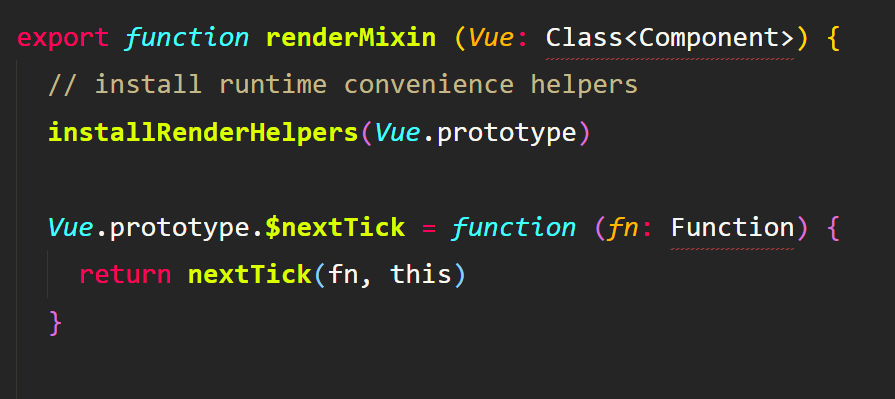 export function renderMixin (Vue: Class<Component>) {
// install runtime convenience helpers
installRenderHelpers(Vue.prototype)
Vue.prototype.$nextTick = function (fn: Function) {
return nextTick(fn, this)
}